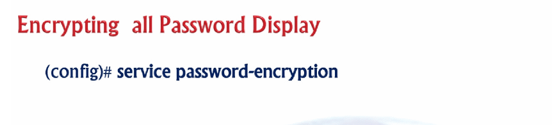 Encrypting all Password Display
(config)# service password-encryption